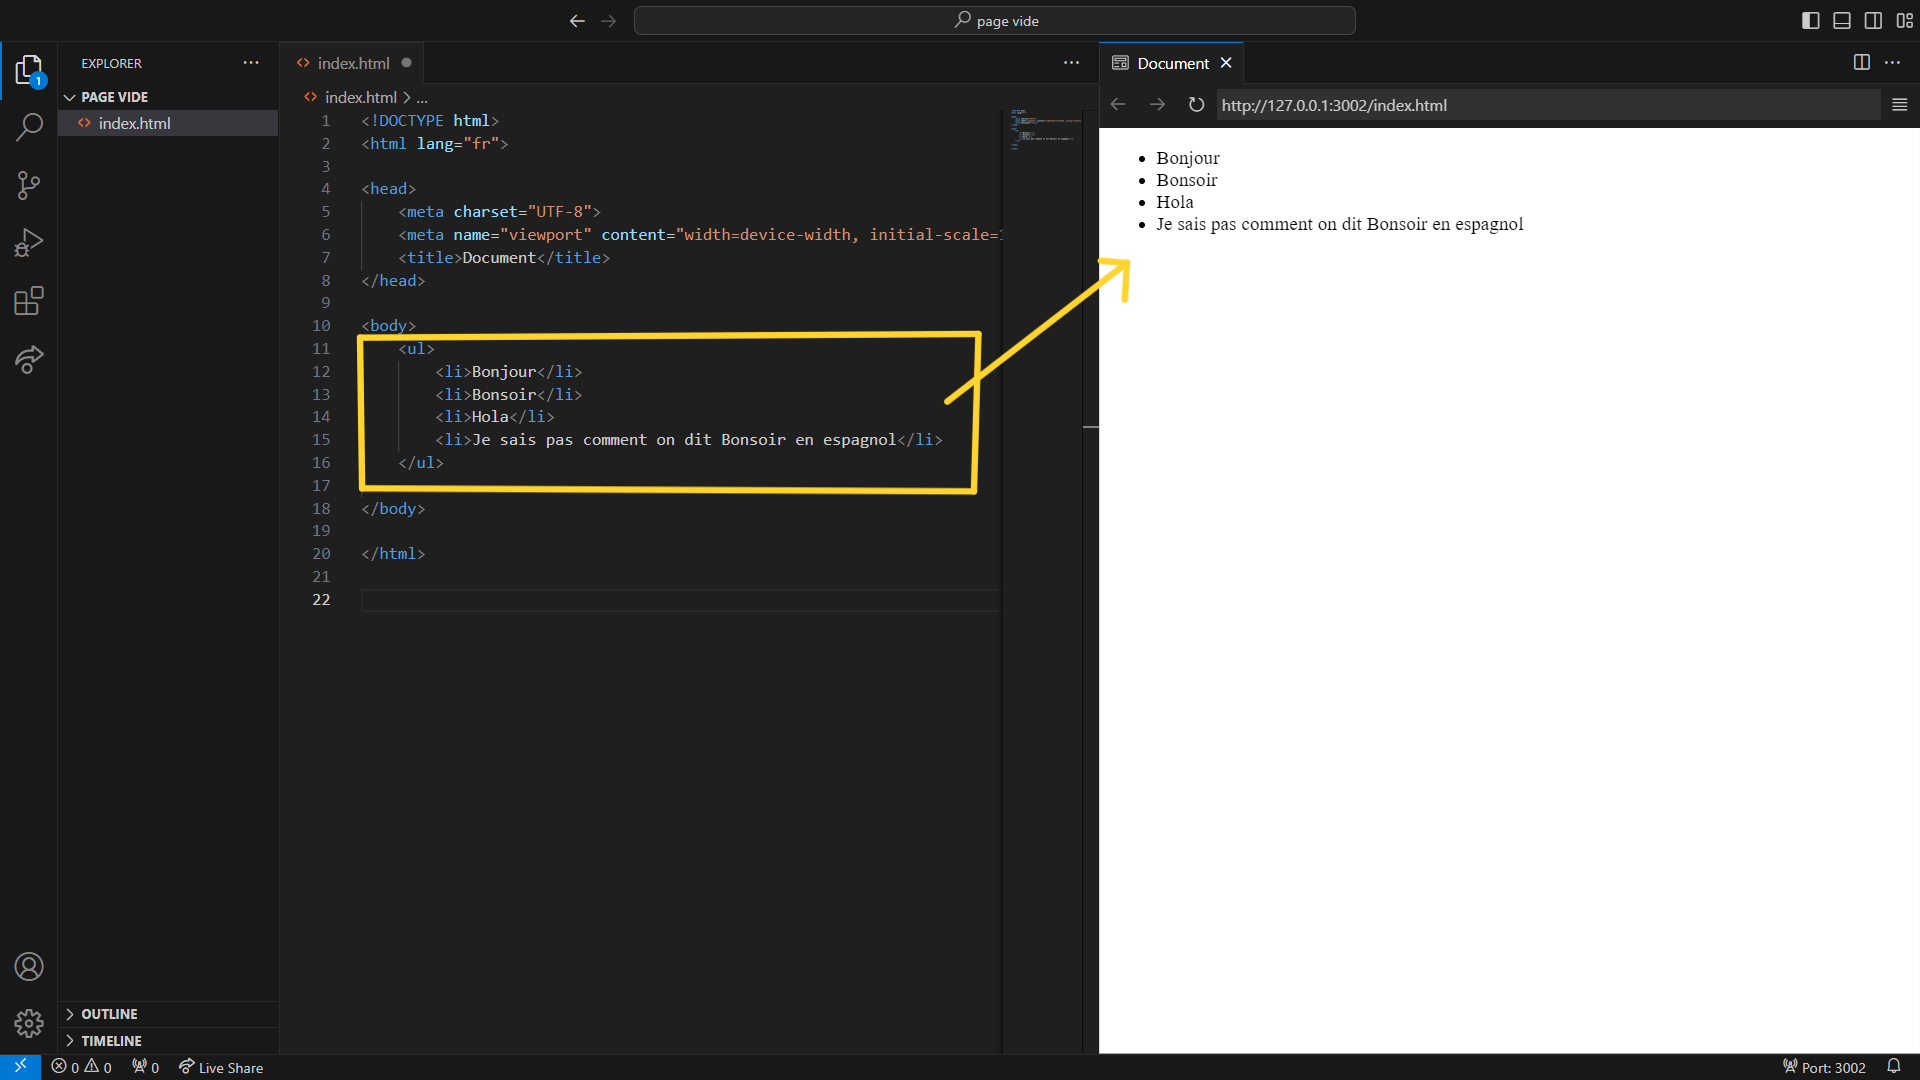 page vide
EXPLORER
PAGE VIDE
index.html
OUTLINE
TIMELINE
index.html
index.html > ...
1 <!DOCTYPE html>
2 <html lang="fr">
3
4 <head>
5 <meta charset="UTF-8">
6 <meta name="viewport" content="width=device-width, initial-scale=1
7 <title>Document</title>
8 </head>
9
10 <body>
11 <ul>
12 <li>Bonjour</li>
13 <li>Bonsoir</li>
14 <li>Hola</li>
15 <li>Je sais pas comment on dit Bonsoir en espagnol</li>
16 </ul>
17
18 </body>
19
20 </html>
21
22
Document
http://127.0.0.1:3002/index.html
• Bonjour
• Bonsoir
• Hola
• Je sais pas comment on dit Bonsoir en espagnol
1
0 0 0 Live Share
Port: 3002